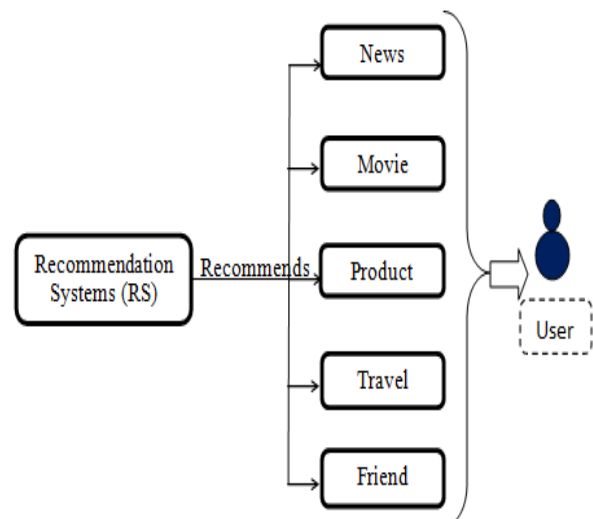 Recommendation
Systems (RS)
Recommends
News
Movie
Product
Travel
Friend
User